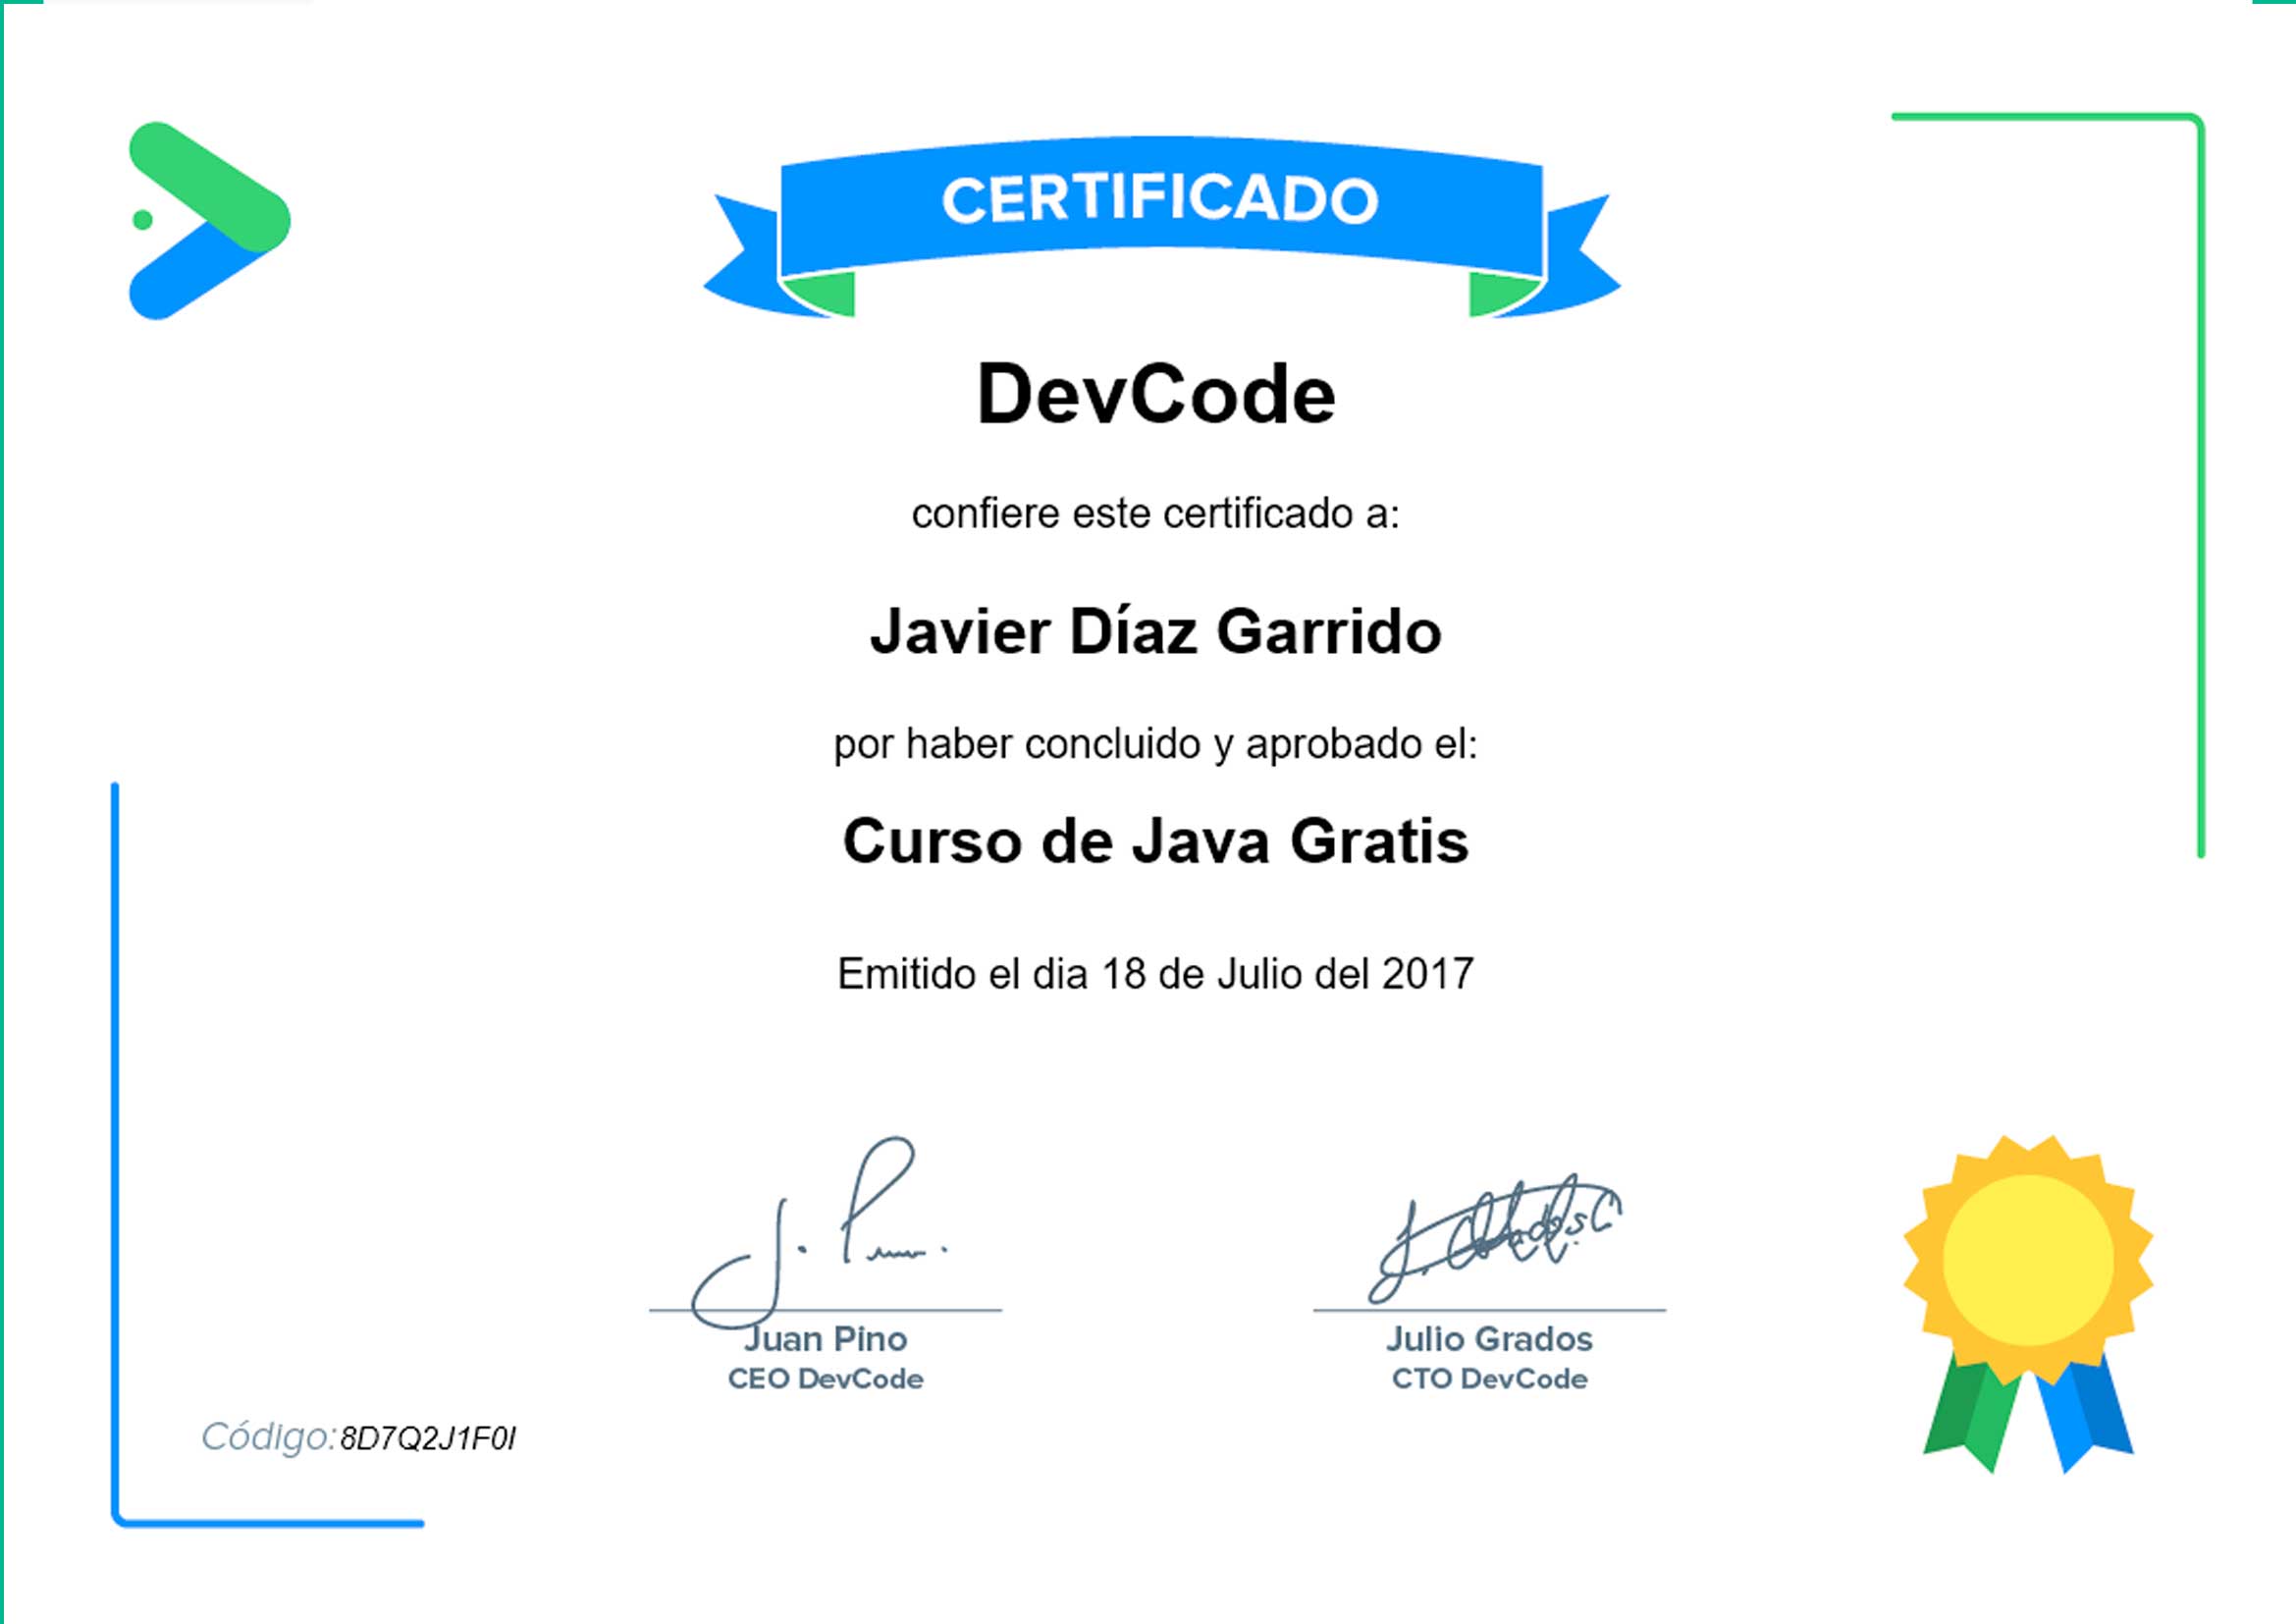 CERTIFICADO
DevCode
confiere este certificado a:
Javier Díaz Garrido
por haber concluido y aprobado el:
Curso de Java Gratis
Emitido el dia 18 de Julio del 2017
Juan Pino
CEO DevCode
Julio Grados
CTO DevCode
Código: 8D7Q2J1F0I